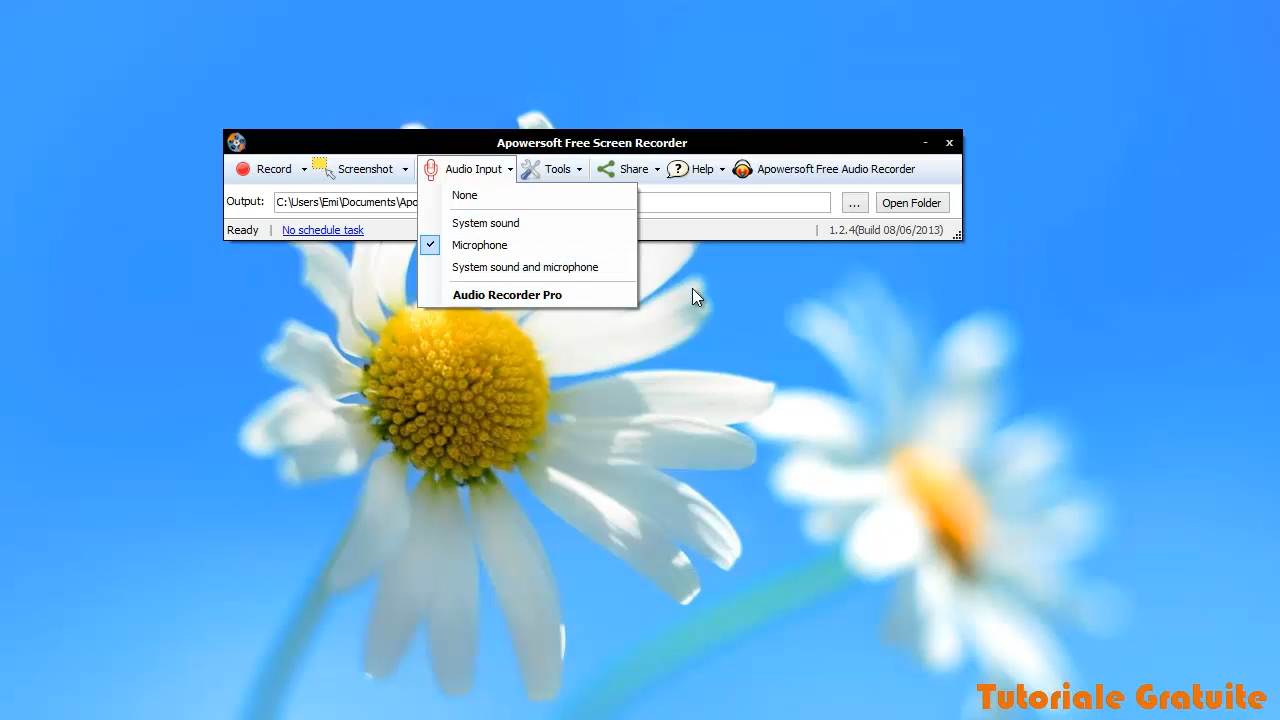 Apowersoft Free Screen Recorder
Record Screenshot Audio Input Tools Share Help Apowersoft Free Audio Recorder
Output: C:\Users\Emi\Documents\Apo ... Open Folder
Ready No schedule task 1.2.4(Build 08/06/2013)
None
System sound
Microphone
System sound and microphone
Audio Recorder Pro
Tutoriale Gratuite